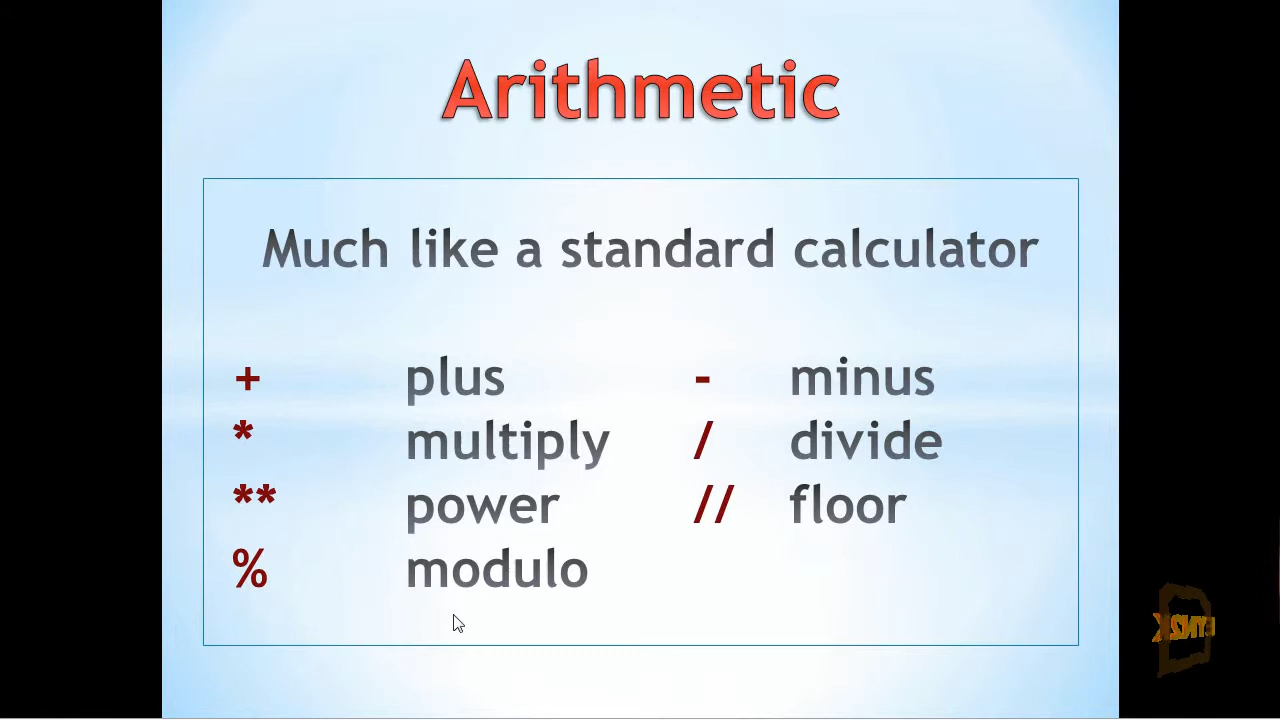 Arithmetic
Much like a standard calculator
+ plus - minus
* multiply / divide
** power // floor
% modulo